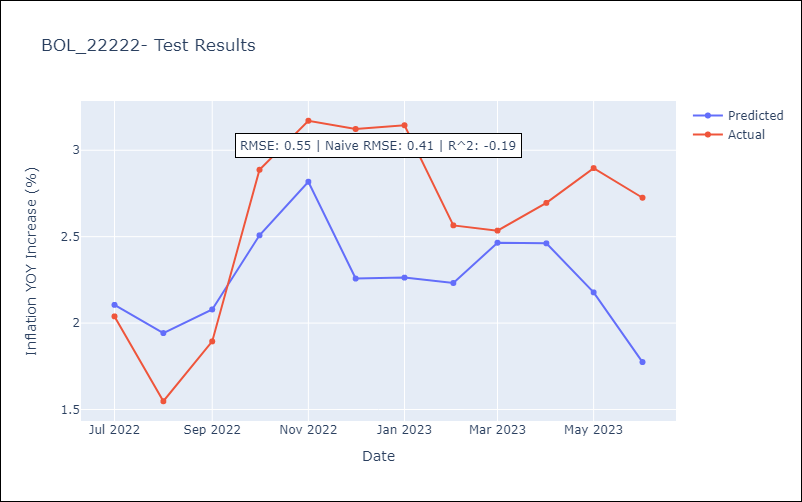 BOL_22222- Test Results
Predicted
Actual
RMSE: 0.55 | Naive RMSE: 0.41 | R^2: -0.19
Inflation YOY Increase (%)
3
2.5
2
1.5
Jul 2022
Sep 2022
Nov 2022
Jan 2023
Mar 2023
May 2023
Date